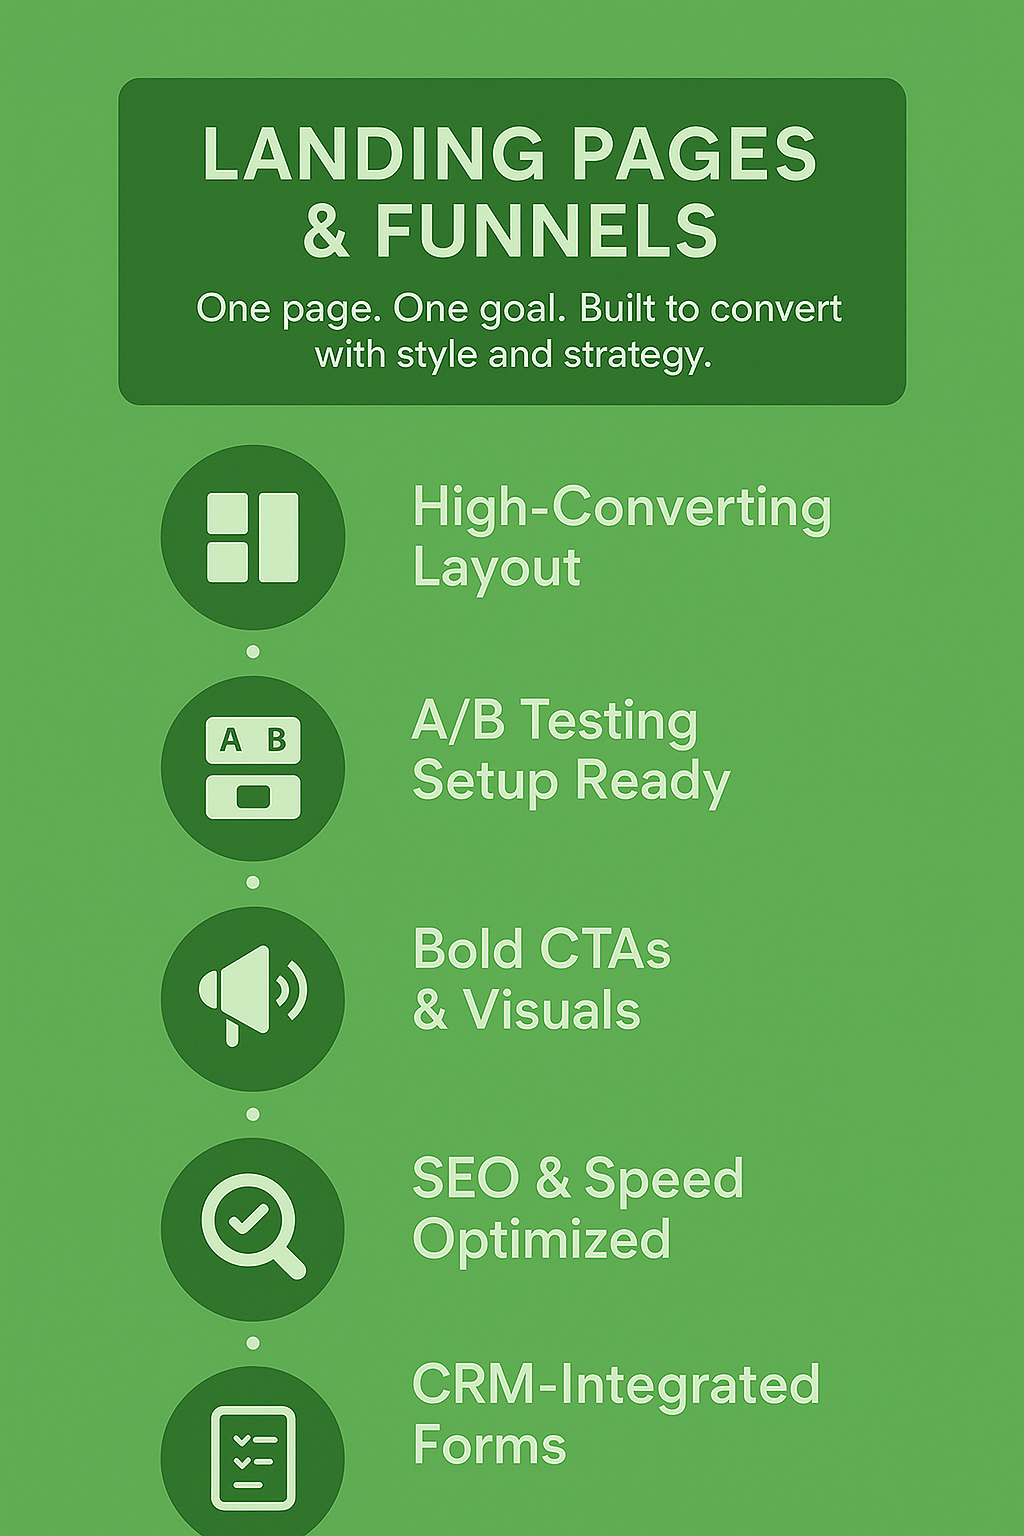 LANDING PAGES
& FUNNELS
One page. One goal. Built to convert
with style and strategy.
High-Converting
Layout
A B
A/B Testing
Setup Ready
Bold CTAs
& Visuals
SEO & Speed
Optimized
CRM-Integrated
Forms